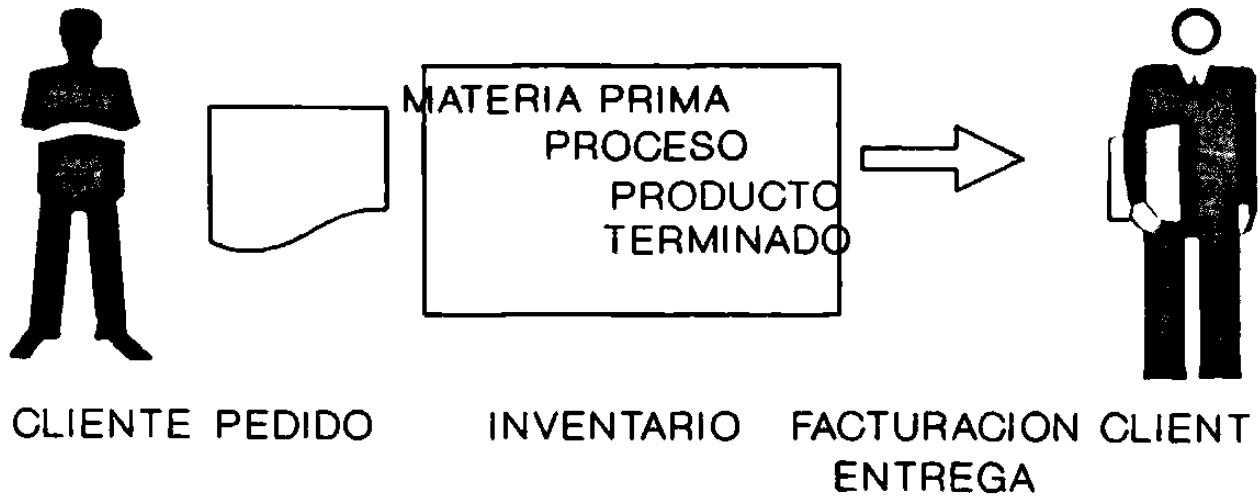 MATERIA PRIMA
PROCESO
PRODUCTO
TERMINADO
CLIENTE PEDIDO INVENTARIO FACTURACION CLIENT
ENTREGA